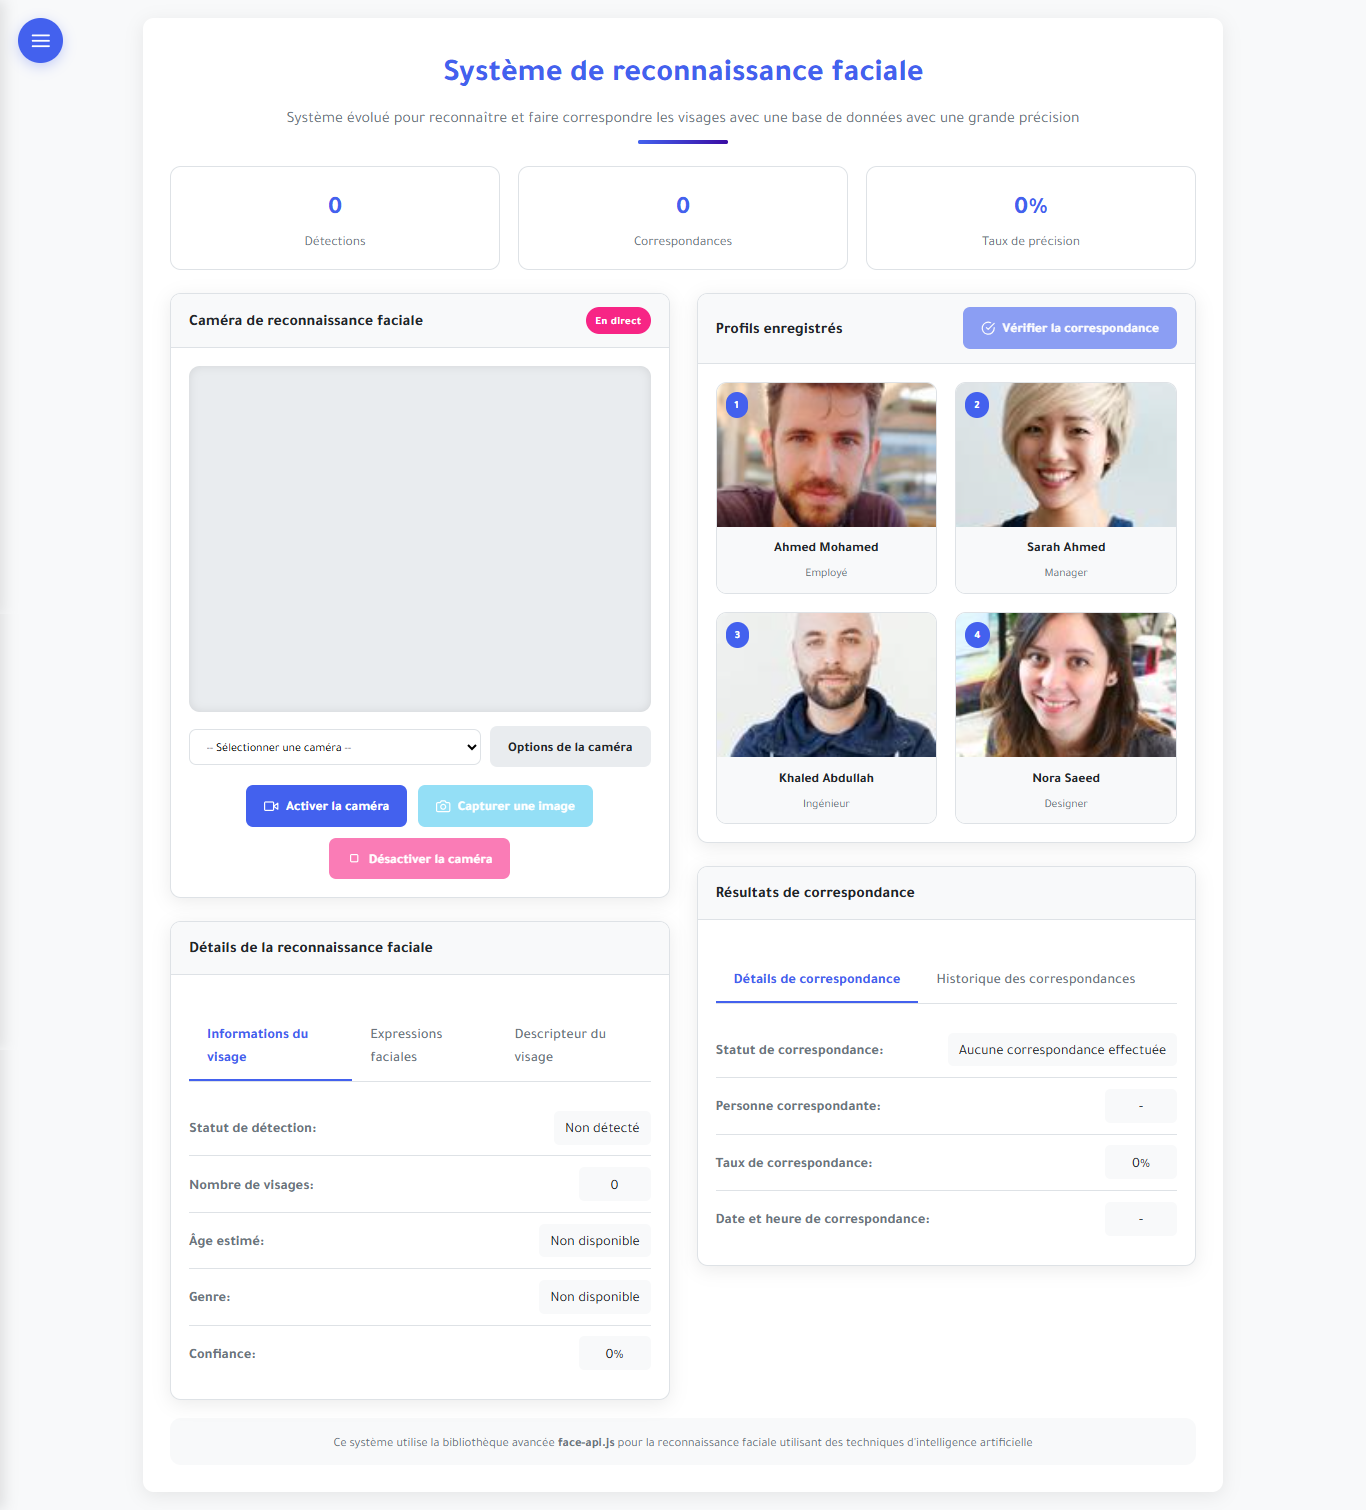 Système de reconnaissance faciale
Système évolué pour reconnaître et faire correspondre les visages avec une base de données avec une grande précision
0
Détections
0
Correspondances
0%
Taux de précision
Caméra de reconnaissance faciale
En direct
-- Sélectionner une caméra --
Options de la caméra
Activer la caméra
Capturer une image
Désactiver la caméra
Détails de la reconnaissance faciale
Informations du
visage
Expressions
faciales
Descripteur du
visage
Statut de détection:
Non détecté
Nombre de visages:
0
Âge estimé:
Non disponible
Genre:
Non disponible
Confiance:
0%
Profils enregistrés
Vérifier la correspondance
1
Ahmed Mohamed
Employé
2
Sarah Ahmed
Manager
3
Khaled Abdullah
Ingénieur
4
Nora Saeed
Designer
Résultats de correspondance
Détails de correspondance
Historique des correspondances
Statut de correspondance:
Aucune correspondance effectuée
Personne correspondante:
-
Taux de correspondance:
0%
Date et heure de correspondance:
-
Ce système utilise la bibliothèque avancée face-api.js pour la reconnaissance faciale utilisant des techniques d'intelligence artificielle